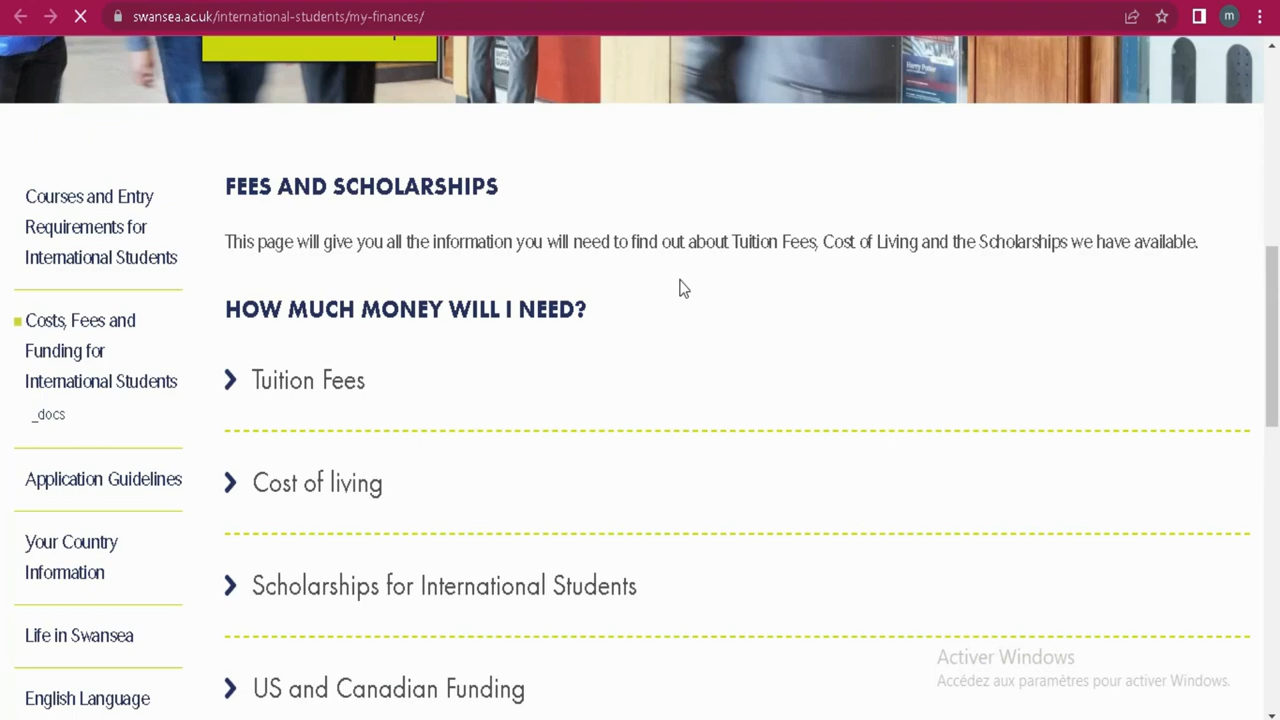 swansea.ac.uk/international-students/my-finances/
m
Harry Potter
FEES AND SCHOLARSHIPS
This page will give you all the information you will need to find out about Tuition Fees, Cost of Living and the Scholarships we have available.
HOW MUCH MONEY WILL I NEED?
Tuition Fees
Cost of living
Scholarships for International Students
US and Canadian Funding
Courses and Entry
Requirements for
International Students
Costs, Fees and
Funding for
International Students
_docs
Application Guidelines
Your Country
Information
Life in Swansea
English Language
Activer Windows
Accédez aux paramètres pour activer Windows.